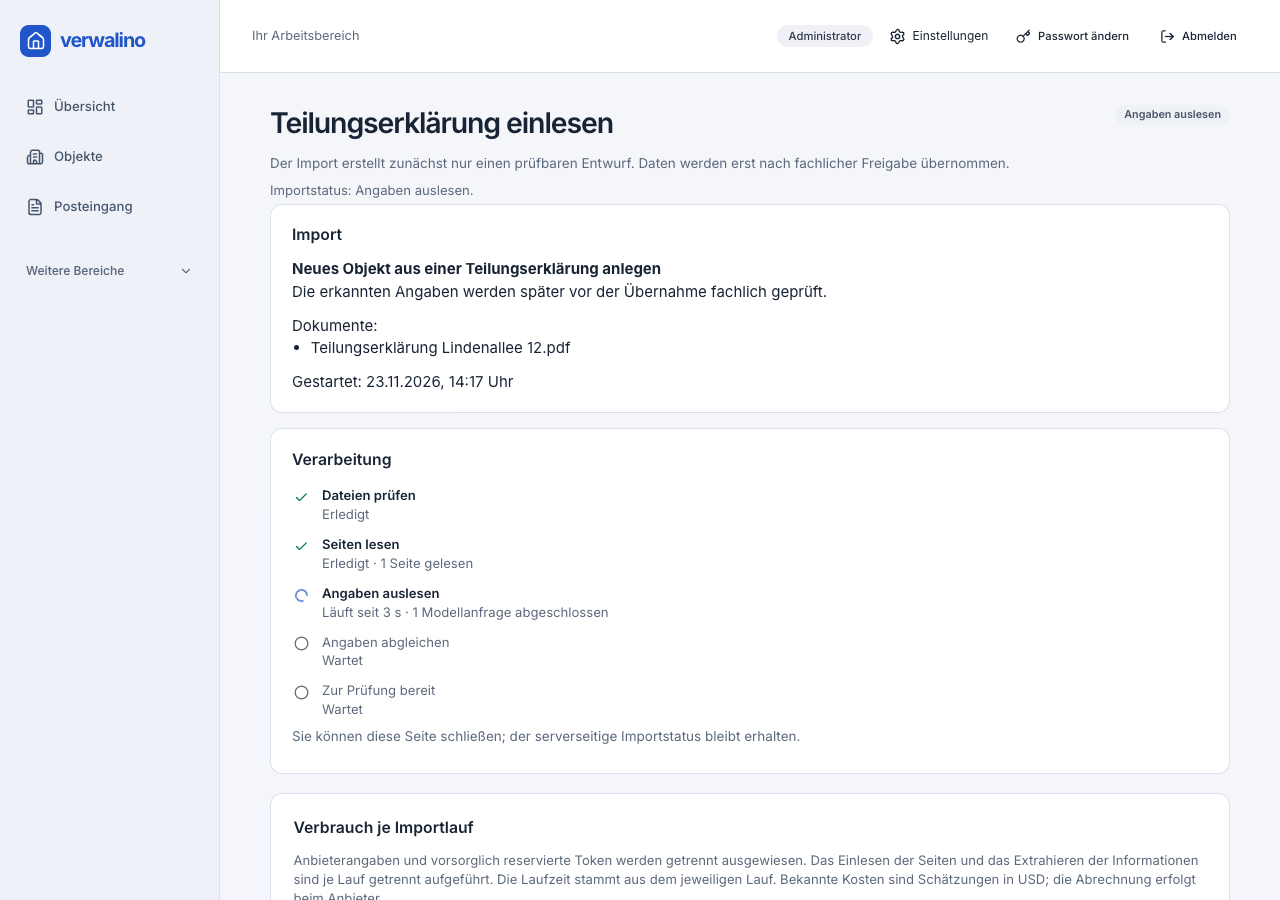 verwalino
Ihr Arbeitsbereich
Administrator
Einstellungen
Passwort ändern
Abmelden
Übersicht
Objekte
Posteingang
Weitere Bereiche
Teilungserklärung einlesen
Angaben auslesen
Der Import erstellt zunächst nur einen prüfbaren Entwurf. Daten werden erst nach fachlicher Freigabe übernommen.
Importstatus: Angaben auslesen.
Import
Neues Objekt aus einer Teilungserklärung anlegen
Die erkannten Angaben werden später vor der Übernahme fachlich geprüft.
Dokumente:
• Teilungserklärung Lindenallee 12.pdf
Gestartet: 23.11.2026, 14:17 Uhr
Verarbeitung
Dateien prüfen
Erledigt
Seiten lesen
Erledigt · 1 Seite gelesen
Angaben auslesen
Läuft seit 3 s · 1 Modellanfrage abgeschlossen
Angaben abgleichen
Wartet
Zur Prüfung bereit
Wartet
Sie können diese Seite schließen; der serverseitige Importstatus bleibt erhalten.
Verbrauch je Importlauf
Anbieterangaben und vorsorglich reservierte Token werden getrennt ausgewiesen. Das Einlesen der Seiten und das Extrahieren der Informationen
sind je Lauf getrennt aufgeführt. Die Laufzeit stammt aus dem jeweiligen Lauf. Bekannte Kosten sind Schätzungen in USD; die Abrechnung erfolgt
beim Anbieter.